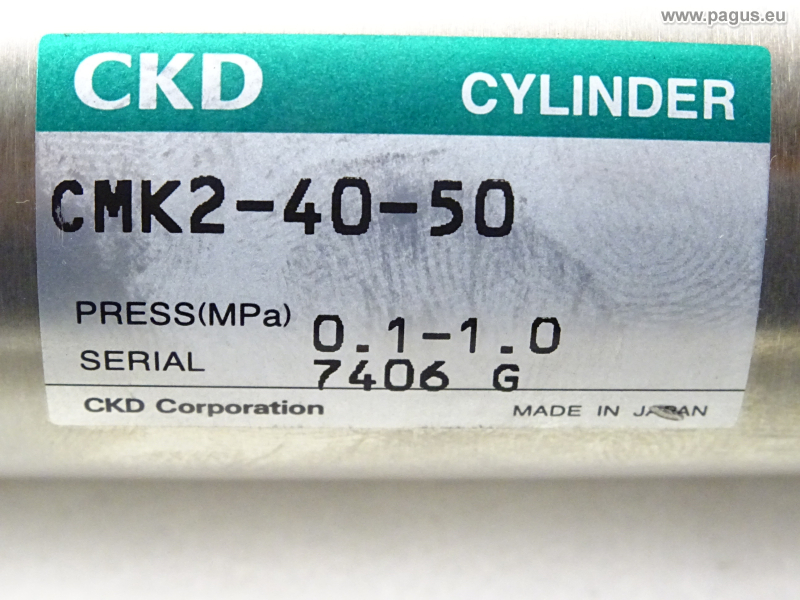 www.pagus.eu
CKD CYLINDER
CMK2-40-50
PRESS(MPa) 0.1-1.0
SERIAL 7406 G
CKD Corporation MADE IN JAPAN